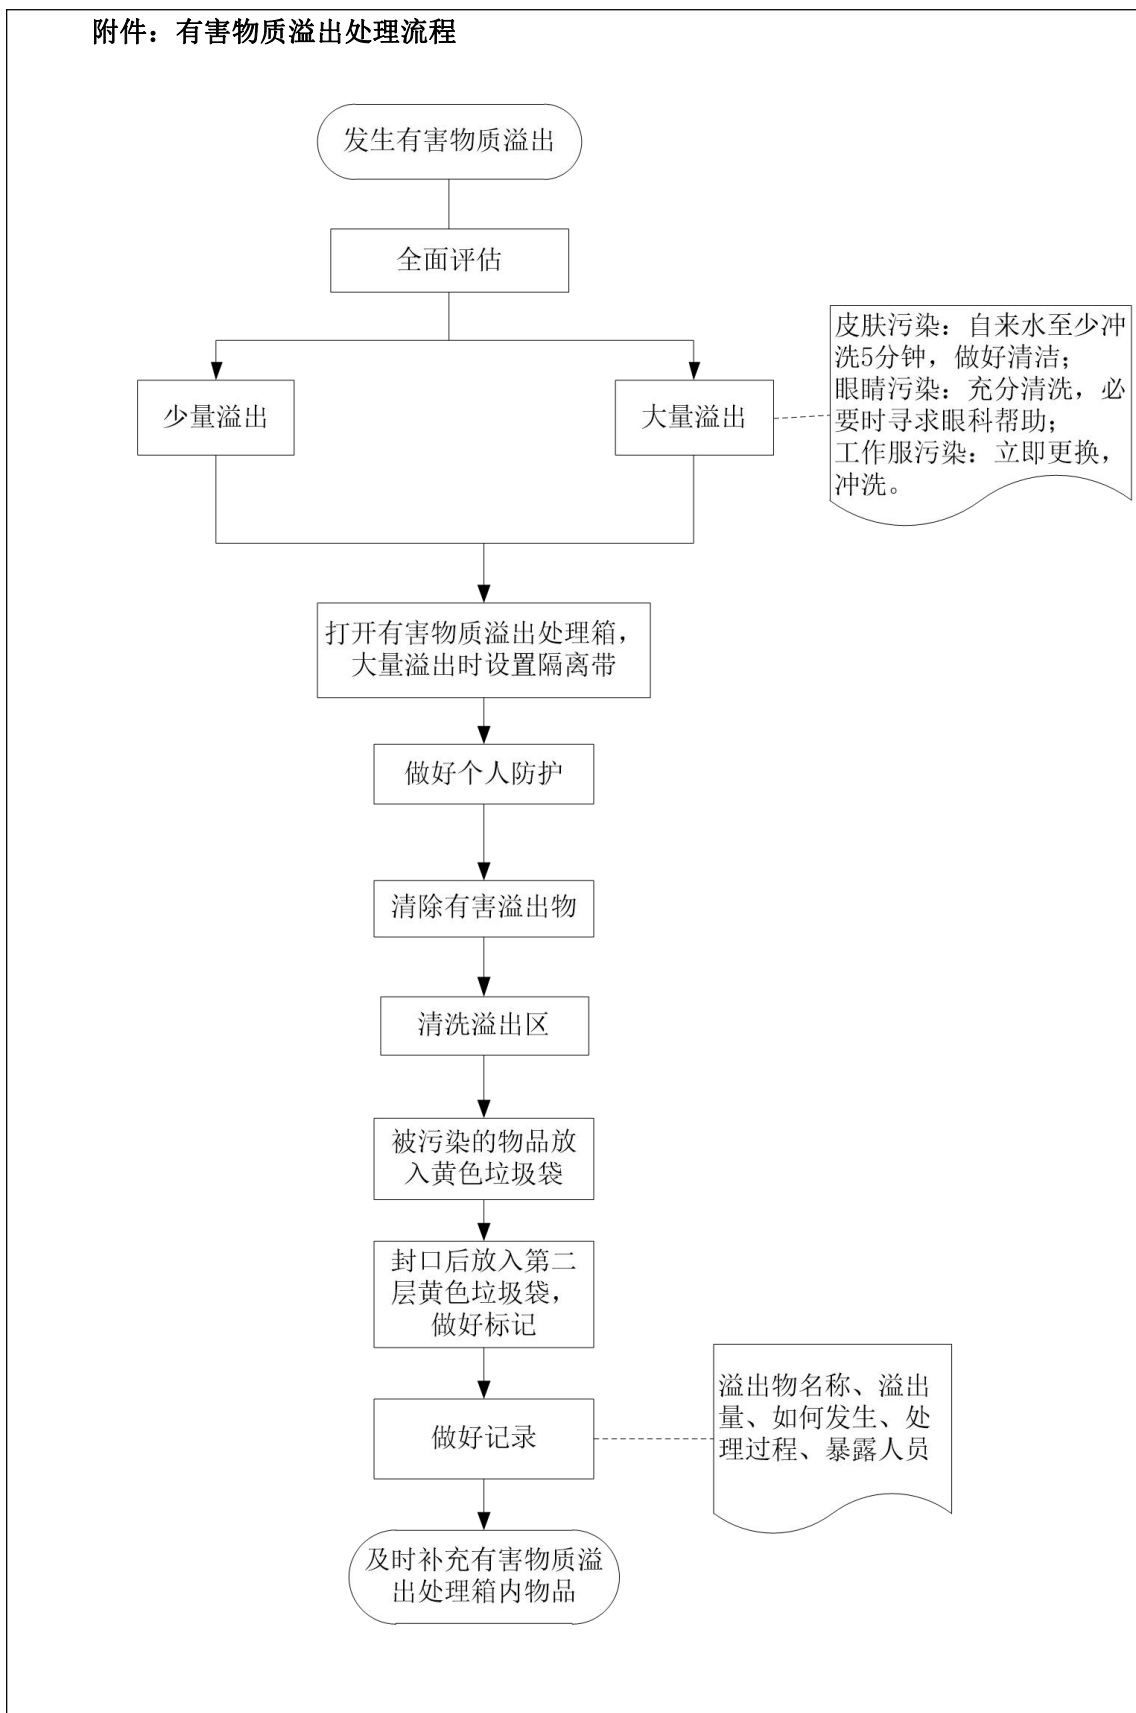 附件：有害物质溢出处理流程
发生有害物质溢出
全面评估
少量溢出
大量溢出
皮肤污染：自来水至少冲
洗5分钟，做好清洁；
眼睛污染：充分清洗，必
要时寻求眼科帮助；
工作服污染：立即更换，
冲洗。
打开有害物质溢出处理箱，
大量溢出时设置隔离带
做好个人防护
清除有害溢出物
清洗溢出区
被污染的物品放
入黄色垃圾袋
封口后放入第二
层黄色垃圾袋，
做好标记
做好记录
溢出物名称、溢出
量、如何发生、处
理过程、暴露人员
及时补充有害物质溢
出处理箱内物品